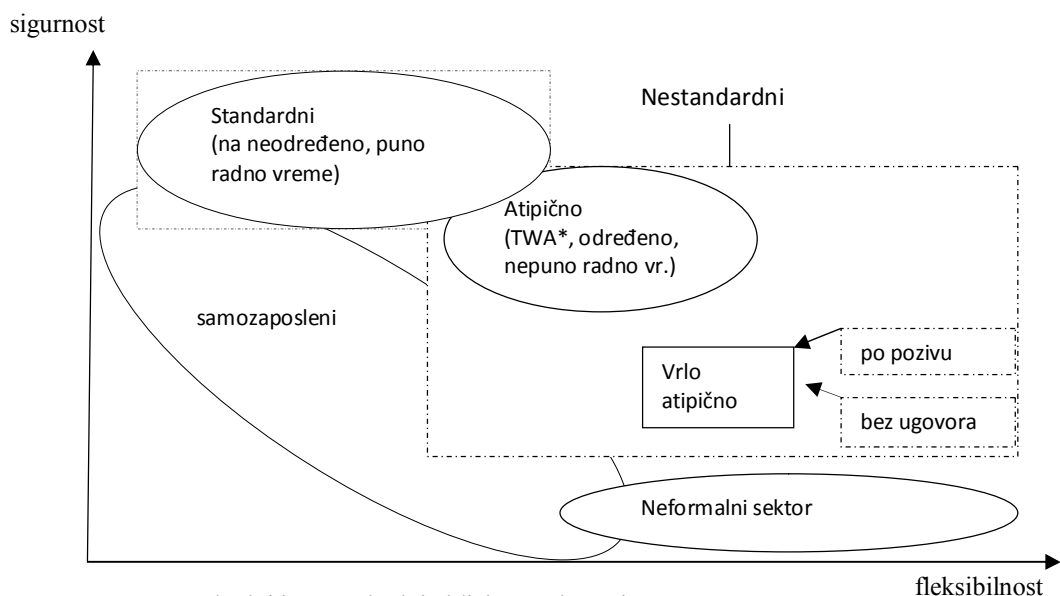 sigurnost
Nestandardni
Standardni
(na neodređeno, puno
radno vreme)
Atipično
(TWA*, određeno,
nepuno radno vr.)
samozaposleni
po pozivu
Vrlo
atipično
bez ugovora
Neformalni sektor
fleksibilnost